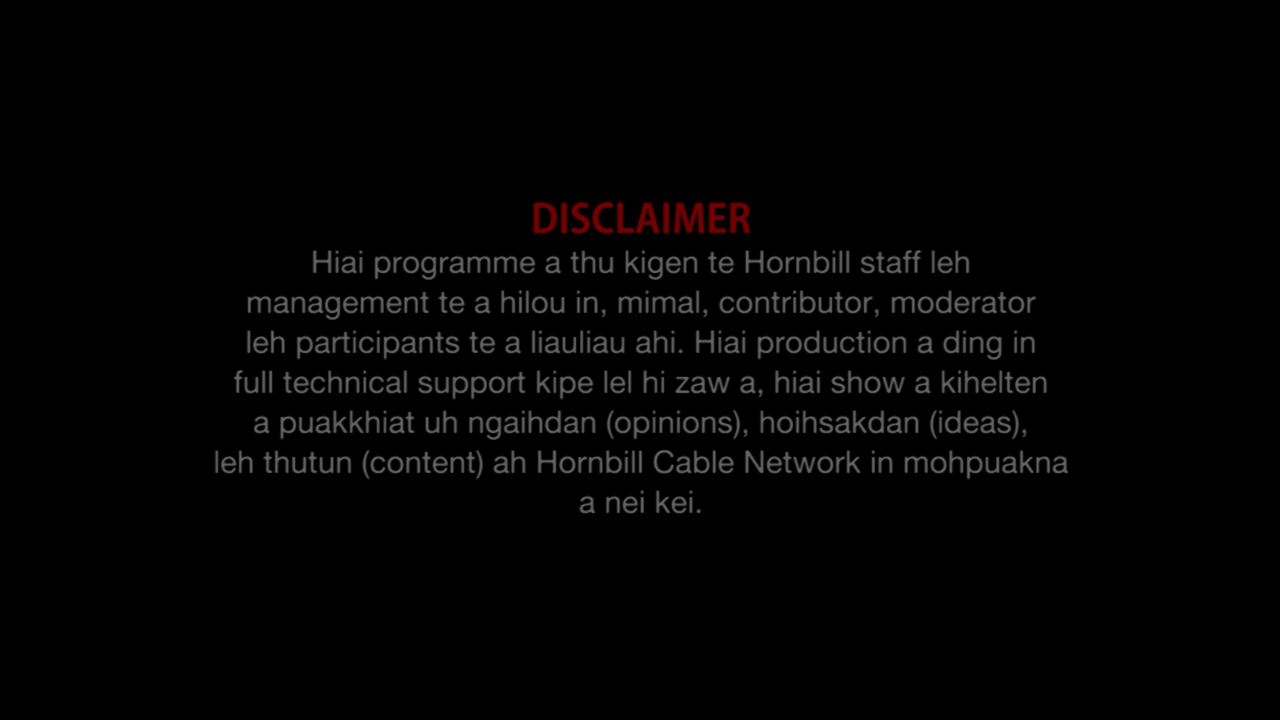 DISCLAIMER
Hiai programme a thu kigen te Hornbill staff leh
management te a hilou in, mimal, contributor, moderator
leh participants te a liauliau ahi. Hiai production a ding in
full technical support kipe lel hi zaw a, hiai show a kihelten
a puakkhiat uh ngaihdan (opinions), hoihsakdan (ideas),
leh thutun (content) ah Hornbill Cable Network in mohpuakna
a nei kei.